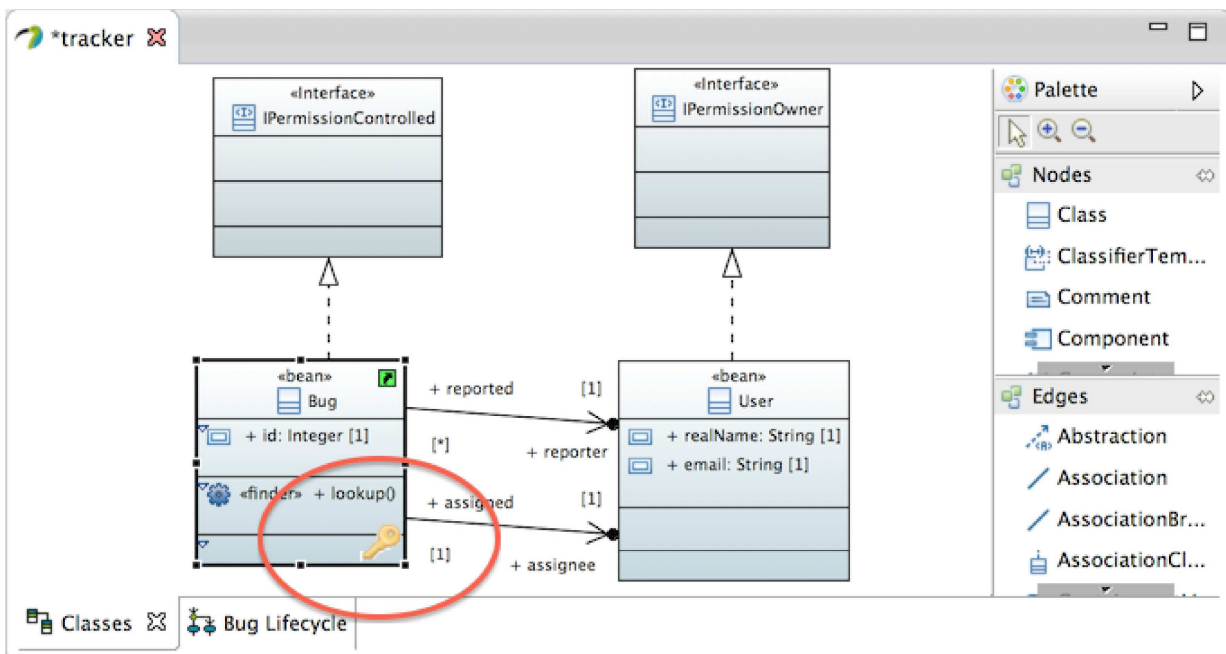 *tracker
«Interface»
IPermissionControlled
«Interface»
IPermissionOwner
«bean»
Bug
+ id: Integer [1]
«finder» + lookup()
+ reported
[1]
[*]
+ reporter
+ assigned
[1]
[1]
+ assignee
«bean»
User
+ realName: String [1]
+ email: String [1]
Palette
Nodes
Class
ClassifierTem...
Comment
Component
Edges
Abstraction
Association
AssociationBr...
AssociationCl...
Classes
Bug Lifecycle